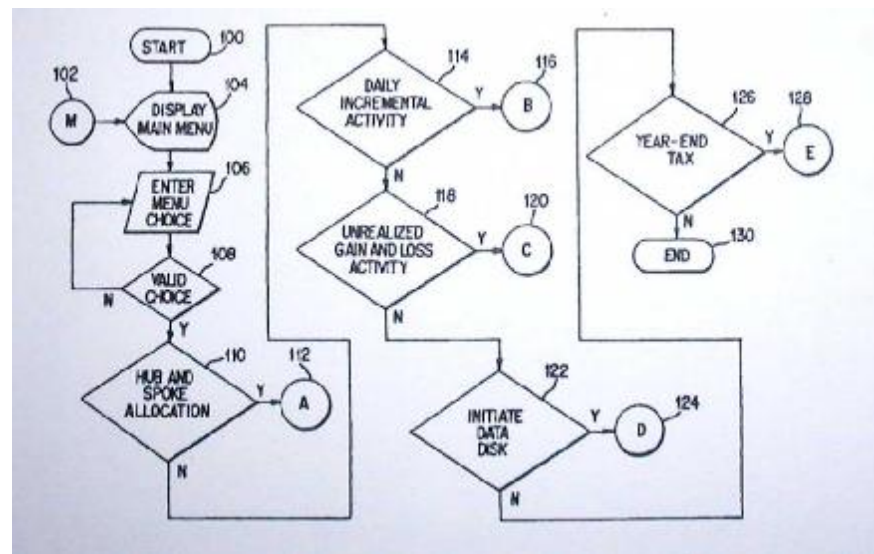 START
100
102
M
DISPLAY
MAIN MENU
104
ENTER
MENU
CHOICE
106
VALID
CHOICE
108
N
Y
HUB AND
SPOKE
ALLOCATION
110
Y
A
112
N
DAILY
INCREMENTAL
ACTIVITY
114
Y
B
116
N
UNREALIZED
GAIN AND LOSS
ACTIVITY
118
Y
C
120
N
INITIATE
DATA
DISK
122
Y
D
124
N
YEAR-END
TAX
126
Y
E
128
N
END
130